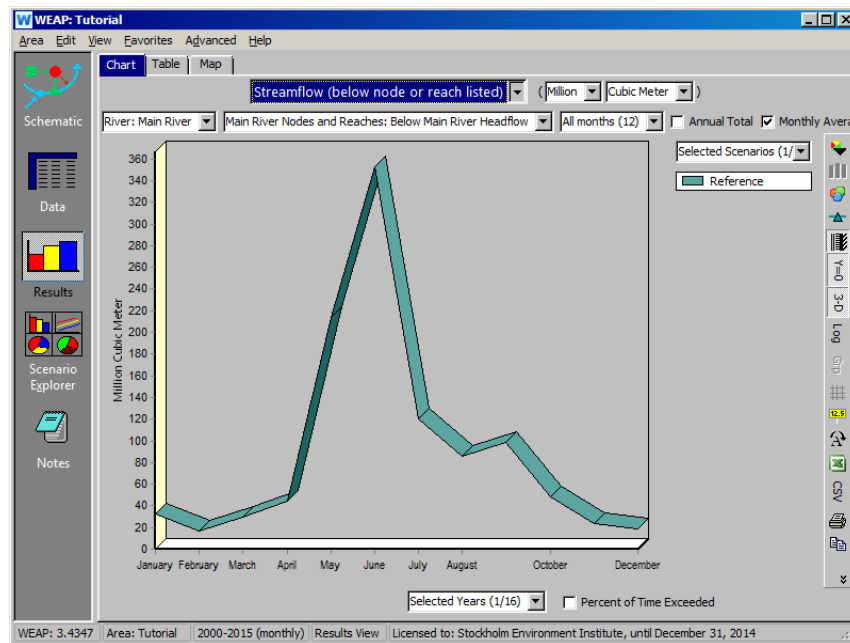 WEAP: Tutorial
Area Edit View Favorites Advanced Help
Chart Table Map
Streamflow (below node or reach listed) ( Million Cubic Meter )
River: Main River Main River Nodes and Reaches: Below Main River Headflow All months (12) Annual Total Monthly Avera
Selected Scenarios (1/
Reference
Schematic
Data
Results
Scenario
Explorer
Notes
Million Cubic Meter
360
340
320
300
280
260
240
220
200
180
160
140
120
100
80
60
40
20
0
January February March April May June July August October December
Y=0
3-D
Log
Grp
12.5
A
CSV
Selected Years (1/16) Percent of Time Exceeded
WEAP: 3.4347 Area: Tutorial 2000-2015 (monthly) Results View Licensed to: Stockholm Environment Institute, until December 31, 2014